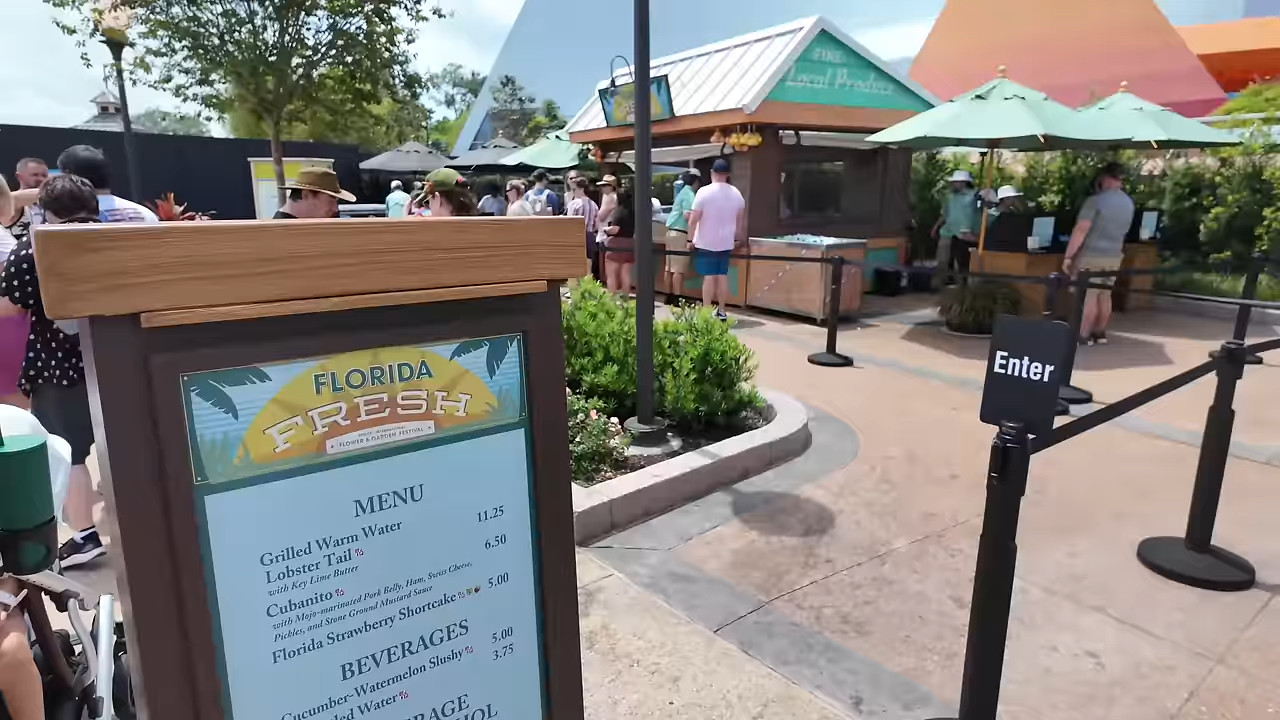 FINE
Local Produce
FLORIDA
FRESH
FLOWER & GARDEN FESTIVAL
Enter
MENU
Grilled Warm Water 11.25
Lobster Tail
with Key Lime Butter
Cubanito 6.50
with Mojo-marinated Pork Belly, Ham, Swiss Cheese,
Pickles, and Stone Ground Mustard Sauce
Florida Strawberry Shortcake 5.00
BEVERAGES
Cucumber-Watermelon Slushy 5.00
Water 3.75